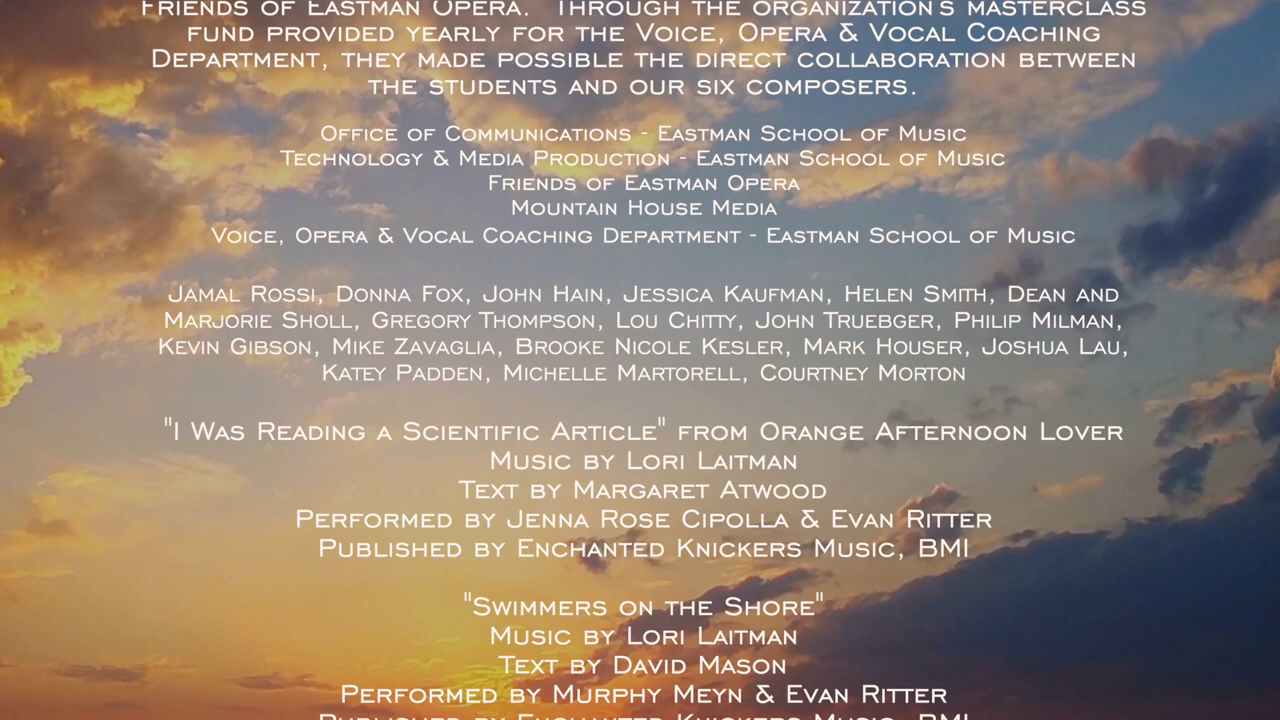 Friends of Eastman Opera. Through the organization's masterclass
fund provided yearly for the Voice, Opera & Vocal Coaching
Department, they made possible the direct collaboration between
the students and our six composers.
Office of Communications - Eastman School of Music
Technology & Media Production - Eastman School of Music
Friends of Eastman Opera
Mountain House Media
Voice, Opera & Vocal Coaching Department - Eastman School of Music
Jamal Rossi, Donna Fox, John Hain, Jessica Kaufman, Helen Smith, Dean and
Marjorie Sholl, Gregory Thompson, Lou Chitty, John Truebger, Philip Milman,
Kevin Gibson, Mike Zavaglia, Brooke Nicole Kesler, Mark Houser, Joshua Lau,
Katey Padden, Michelle Martorell, Courtney Morton
"I Was Reading a Scientific Article" from Orange Afternoon Lover
Music by Lori Laitman
Text by Margaret Atwood
Performed by Jenna Rose Cipolla & Evan Ritter
Published by Enchanted Knickers Music, BMI
"Swimmers on the Shore"
Music by Lori Laitman
Text by David Mason
Performed by Murphy Meyn & Evan Ritter
Published by Enchanted Knickers Music, BMI